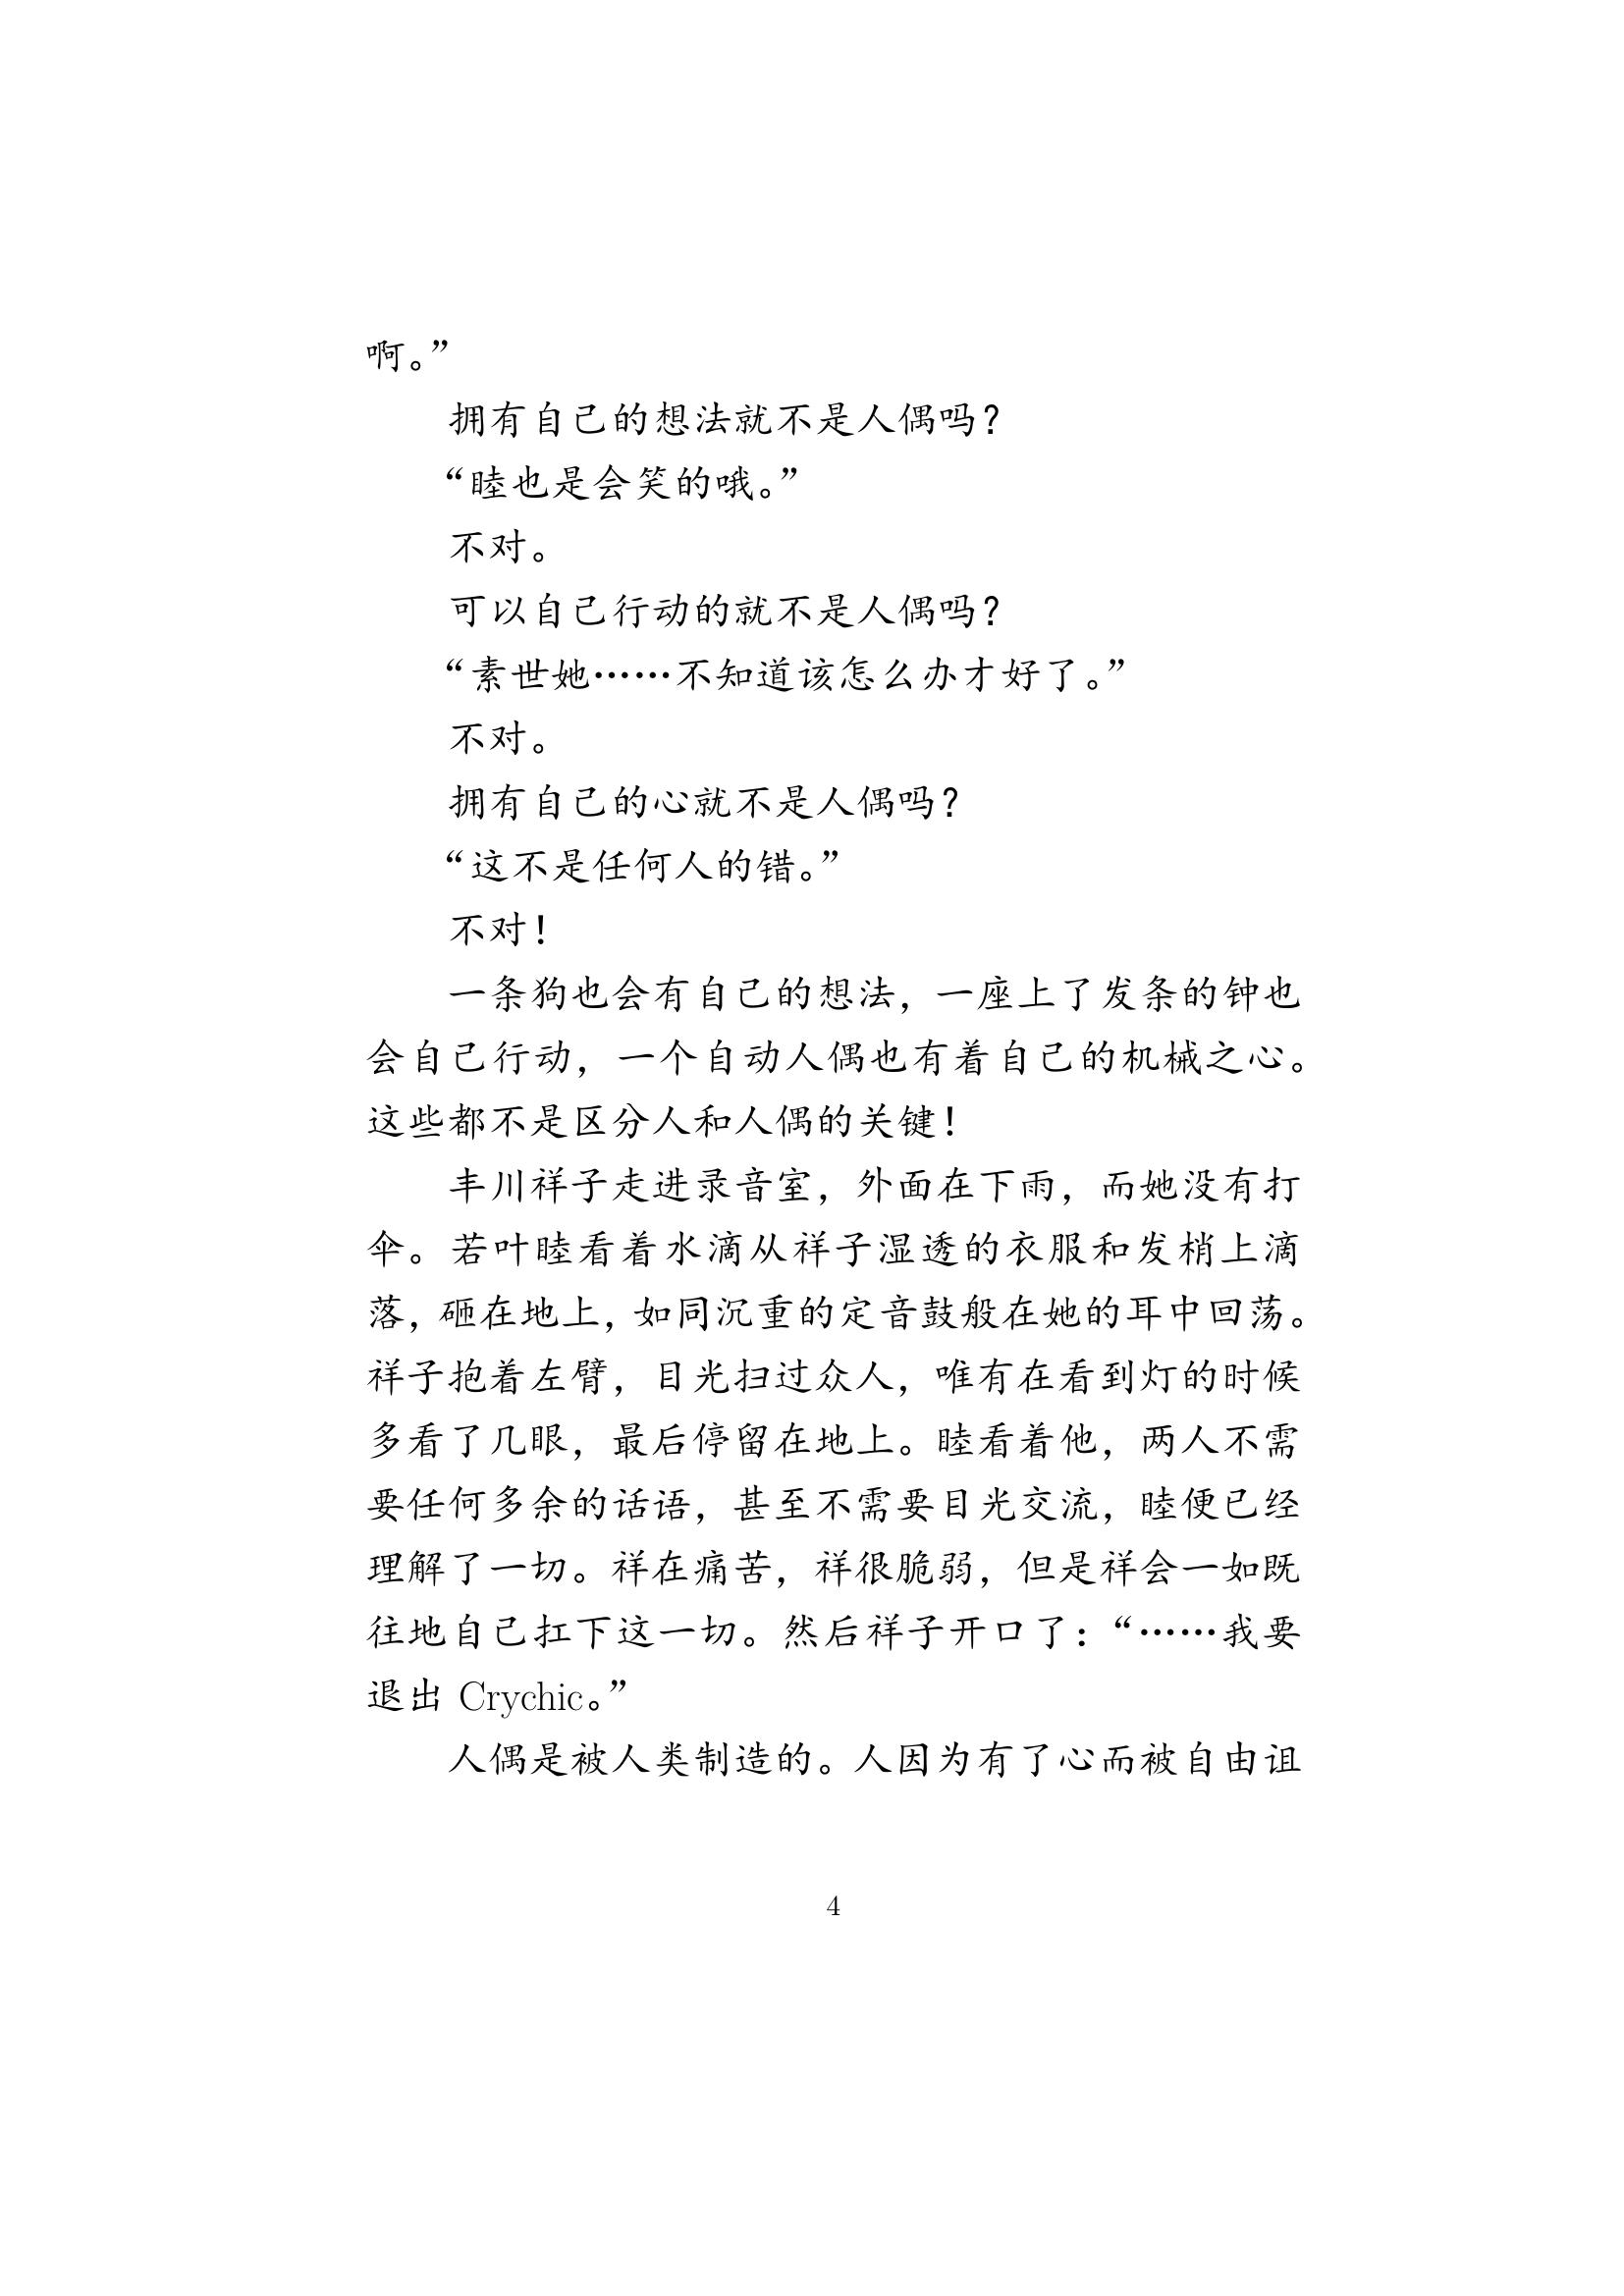 啊。”
拥有自己的想法就不是人偶吗？
“睦也是会笑的哦。”
不对。
可以自己行动的就不是人偶吗？
“素世她……不知道该怎么办才好了。”
不对。
拥有自己的心就不是人偶吗？
“这不是任何人的错。”
不对！
一条狗也会有自己的想法，一座上了发条的钟也
会自己行动，一个自动人偶也有着自己的机械之心。
这些都不是区分人和人偶的关键！
丰川祥子走进录音室，外面在下雨，而她没有打
伞。若叶睦看着水滴从祥子湿透的衣服和发梢上滴
落，砸在地上，如同沉重的定音鼓般在她的耳中回荡。
祥子抱着左臂，目光扫过众人，唯有在看到灯的时候
多看了几眼，最后停留在地上。睦看着他，两人不需
要任何多余的话语，甚至不需要目光交流，睦便已经
理解了一切。祥在痛苦，祥很脆弱，但是祥会一如既
往地自己扛下这一切。然后祥子开口了：“……我要
退出 Crychic。”
人偶是被人类制造的。人因为有了心而被自由诅
4